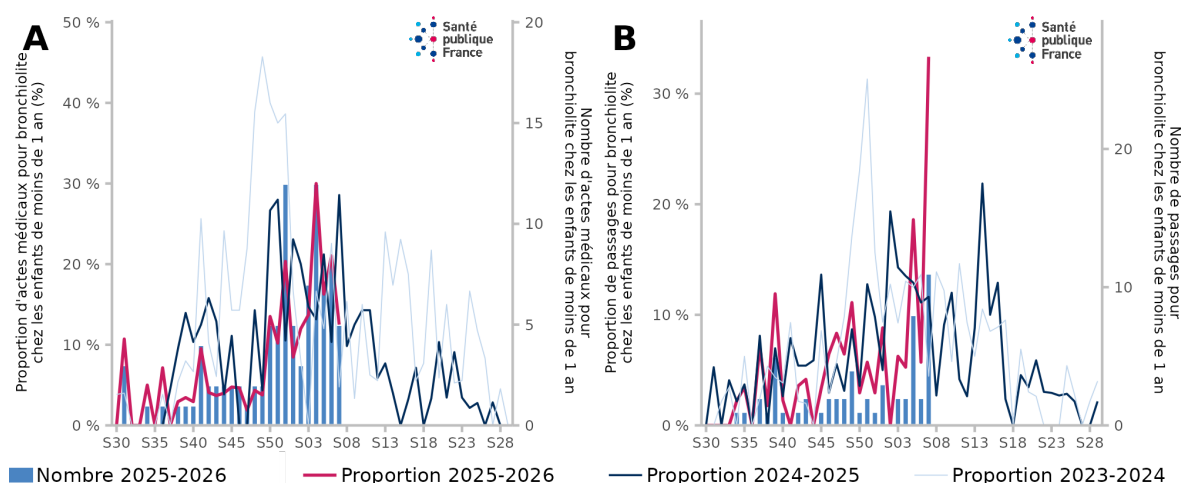 A
Proportion d'actes médicaux pour bronchiolite
chez les enfants de moins de 1 an (%)
50 %
40 %
30 %
20 %
10 %
0 %
Santé
publique
France
20
15
10
5
0
Nombre d'actes médicaux pour
bronchiolite chez les enfants de moins de 1 an
S30 S35 S40 S45 S50 S03 S08 S13 S18 S23 S28
B
Proportion de passages pour bronchiolite
chez les enfants de moins de 1 an (%)
30 %
20 %
10 %
0 %
Santé
publique
France
20
10
0
Nombre de passages pour
bronchiolite chez les enfants de moins de 1 an
S30 S35 S40 S45 S50 S03 S08 S13 S18 S23 S28
Nombre 2025-2026 Proportion 2025-2026 Proportion 2024-2025 Proportion 2023-2024